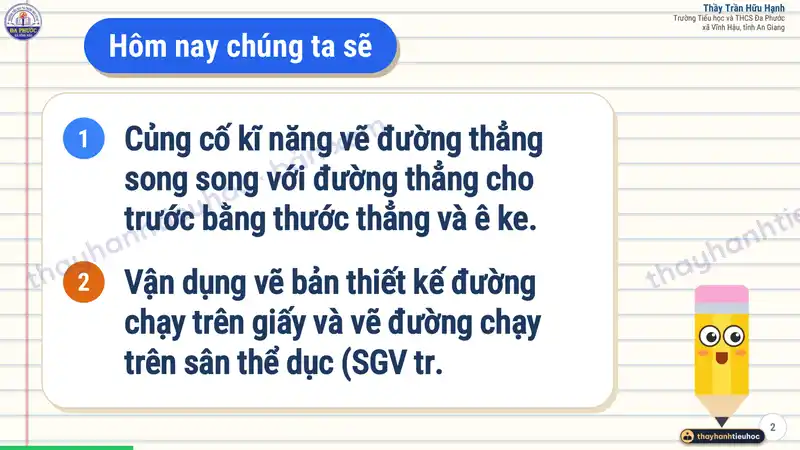 Thầy Trần Hữu Hạnh
Trường Tiểu học và THCS Đa Phước
xã Vĩnh Hậu, tỉnh An Giang
ĐA PHƯỚC
Hôm nay chúng ta sẽ
1
Củng cố kĩ năng vẽ đường thẳng
song song với đường thẳng cho
trước bằng thước thẳng và ê ke.
2
Vận dụng vẽ bản thiết kế đường
chạy trên giấy và vẽ đường chạy
trên sân thể dục (SGV tr.
thayhanhtieuhoc
2